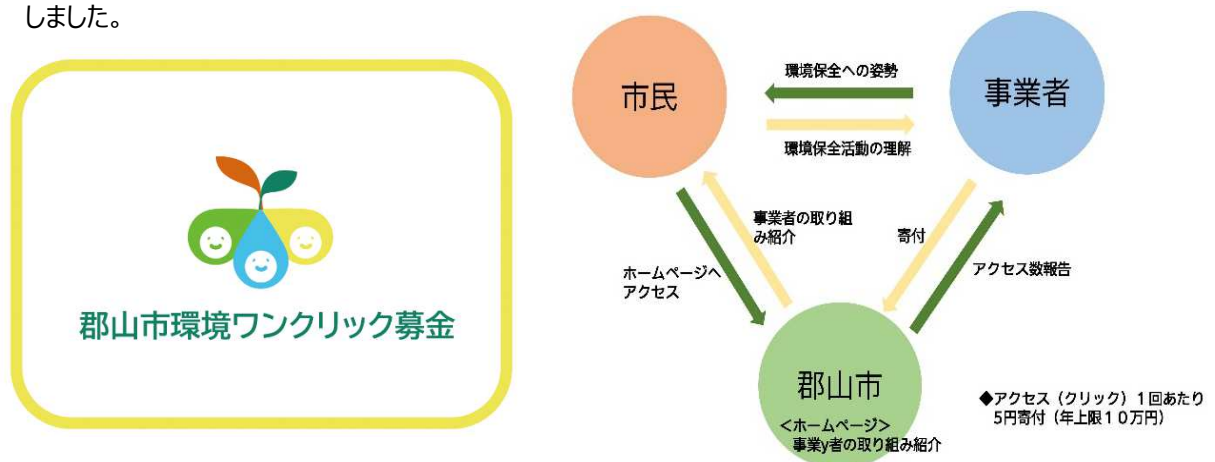 しました。
郡山市環境ワンクリック募金
市民
事業者
環境保全への姿勢
環境保全活動の理解
事業者の取り組
み紹介
寄付
ホームページへ
アクセス
アクセス数報告
郡山市
＜ホームページ＞
事業y者の取り組み紹介
◆アクセス（クリック）１回あたり
5円寄付（年上限１０万円）